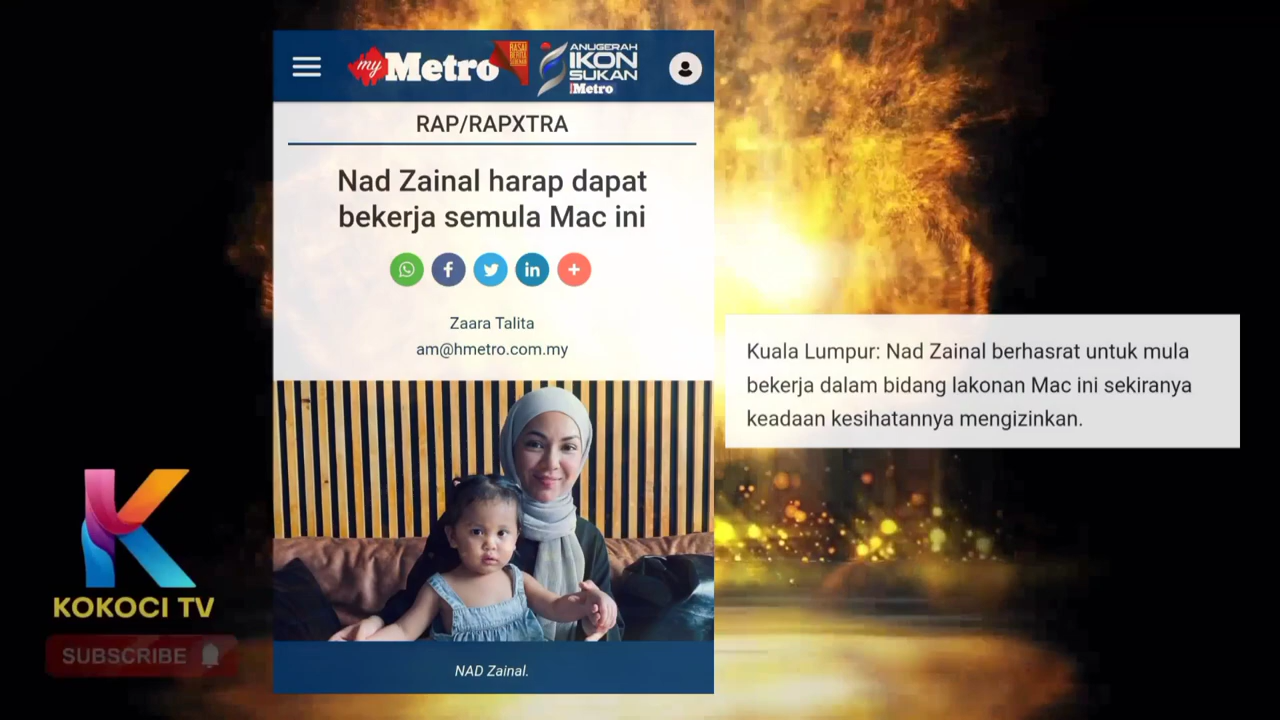 my Metro
ANUGERAH
IKON
SUKAN
Metro
RAP/RAPXTRA
Nad Zainal harap dapat
bekerja semula Mac ini
Zaara Talita
am@hmetro.com.my
NAD Zainal.
Kuala Lumpur: Nad Zainal berhasrat untuk mula
bekerja dalam bidang lakonan Mac ini sekiranya
keadaan kesihatannya mengizinkan.
KOKOCI TV
SUBSCRIBE